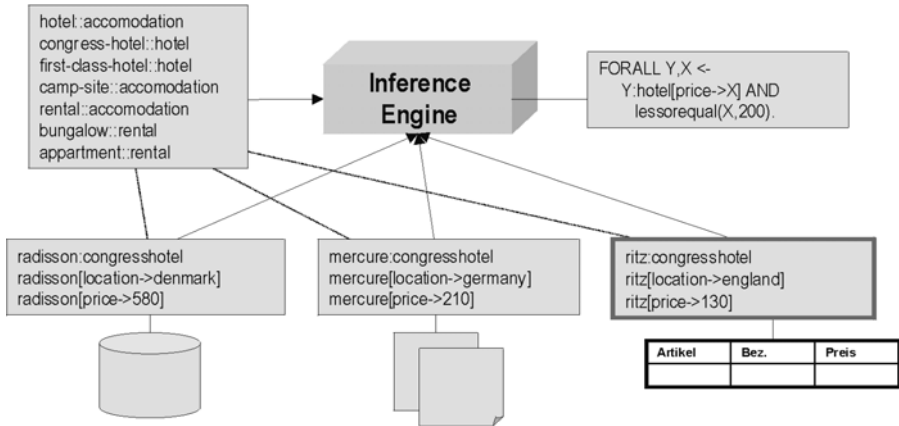 hotel::accomodation
congress-hotel::hotel
first-class-hotel::hotel
camp-site::accomodation
rental::accomodation
bungalow::rental
appartment::rental
Inference
Engine
FORALL Y,X <-
Y:hotel[price->X] AND
lessorequal(X,200).
radisson:congresshotel
radisson[location->denmark]
radisson[price->580]
mercure:congresshotel
mercure[location->germany]
mercure[price->210]
ritz:congresshotel
ritz[location->england]
ritz[price->130]
Artikel Bez. Preis